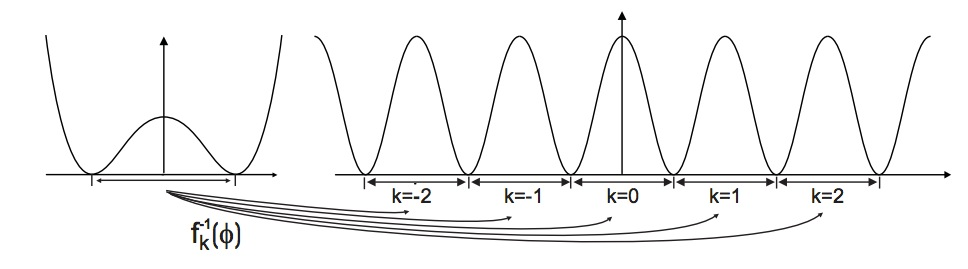 k=-2 k=-1 k=0 k=1 k=2
f_k^{-1}(ϕ)